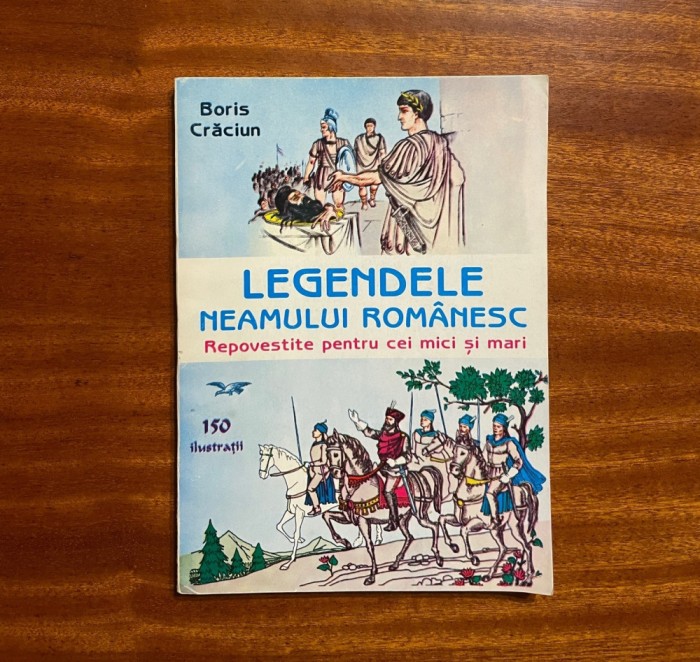 Boris
Crăciun
LEGENDELE
NEAMULUI ROMÂNESC
Repovestite pentru cei mici și mari
150
ilustrații